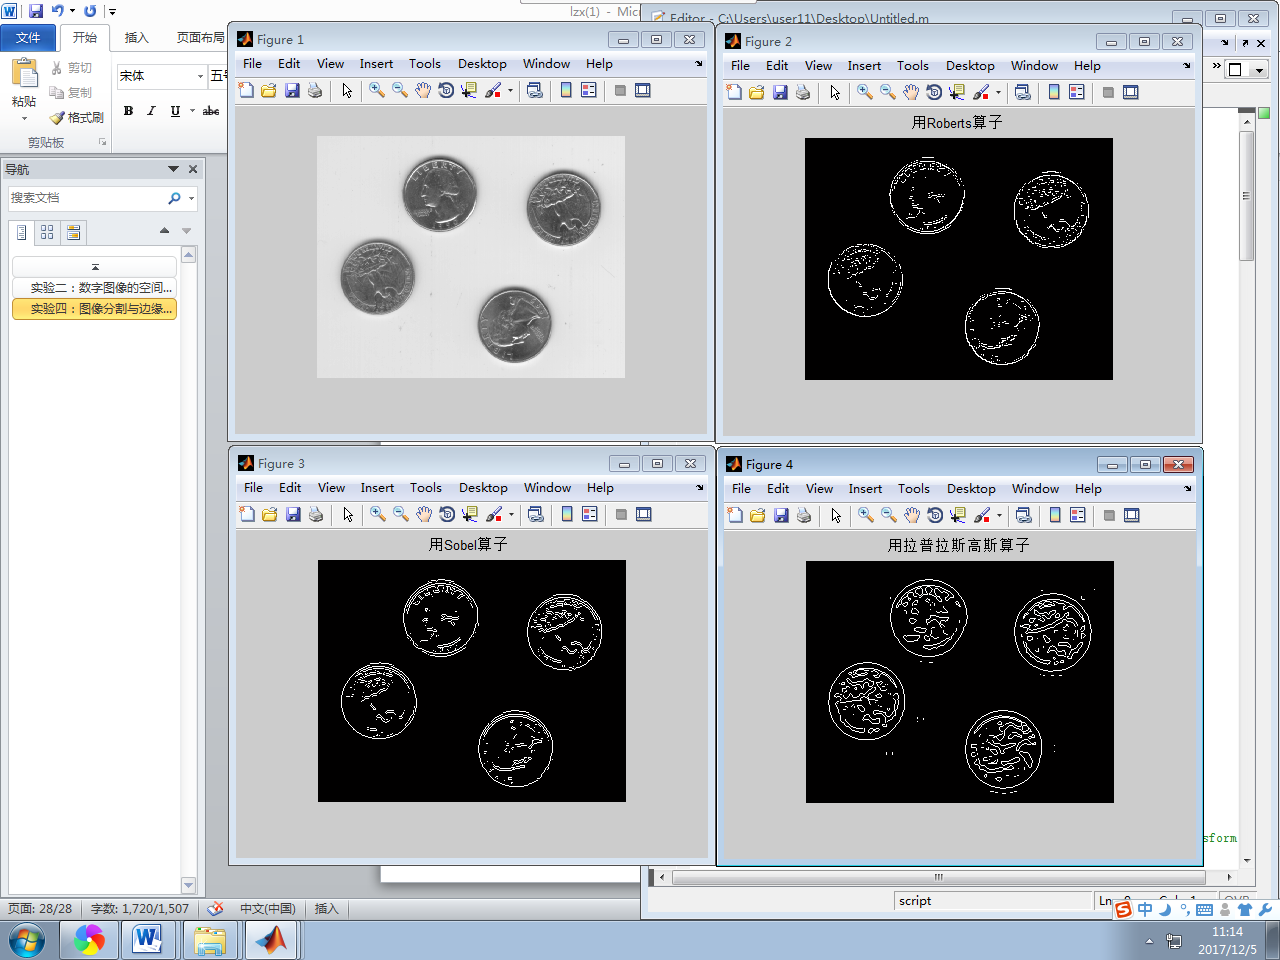 lzx(1) - Mic
Editor - C:\Users\user11\Desktop\Untitled.m
文件 开始 插入 页面布局
粘贴 剪切 复制 格式刷
剪贴板
宋体 五号
B I U abc
导航
搜索文档
实验二：数字图像的空间...
实验四：图像分割与边缘...
Figure 1
File Edit View Insert Tools Desktop Window Help
Figure 2
File Edit View Insert Tools Desktop Window Help
用Roberts算子
Figure 3
File Edit View Insert Tools Desktop Window Help
用Sobel算子
Figure 4
File Edit View Insert Tools Desktop Window Help
用拉普拉斯高斯算子
sform
script
页面: 28/28 字数: 1,720/1,507 中文(中国) 插入
中
11:14
2017/12/5